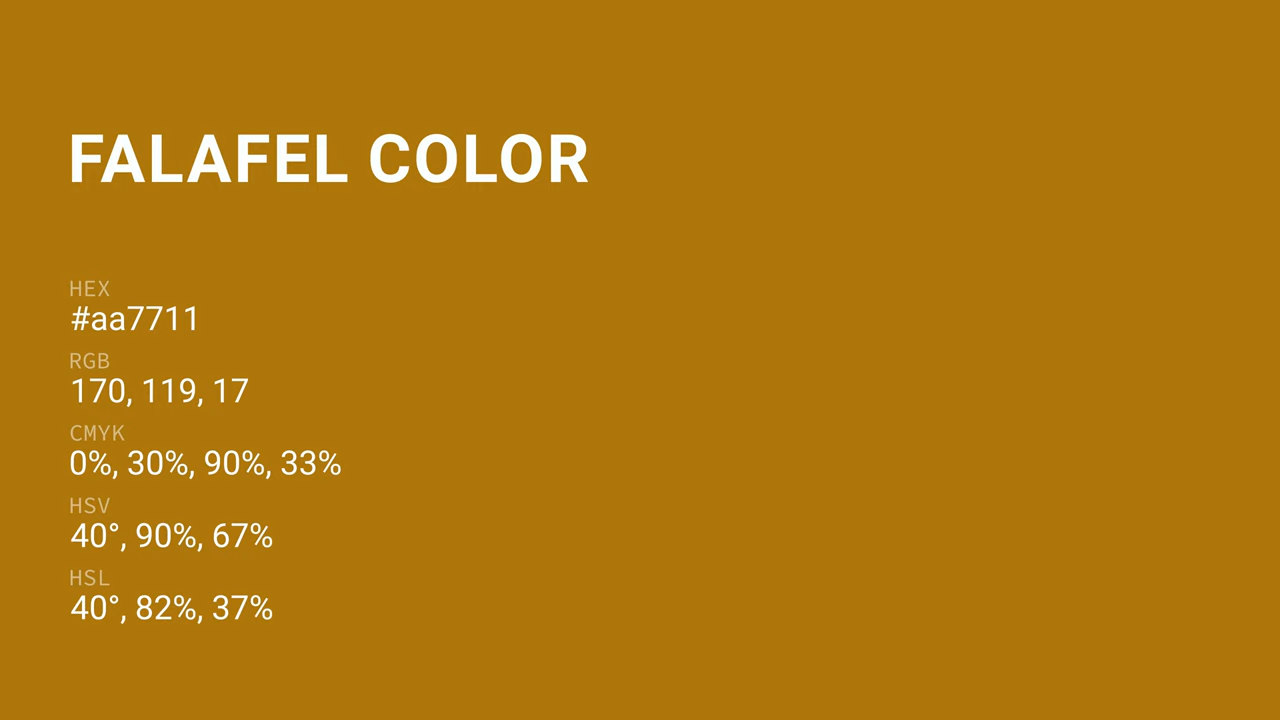 FALAFEL COLOR
HEX
#aa7711
RGB
170, 119, 17
CMYK
0%, 30%, 90%, 33%
HSV
40°, 90%, 67%
HSL
40°, 82%, 37%